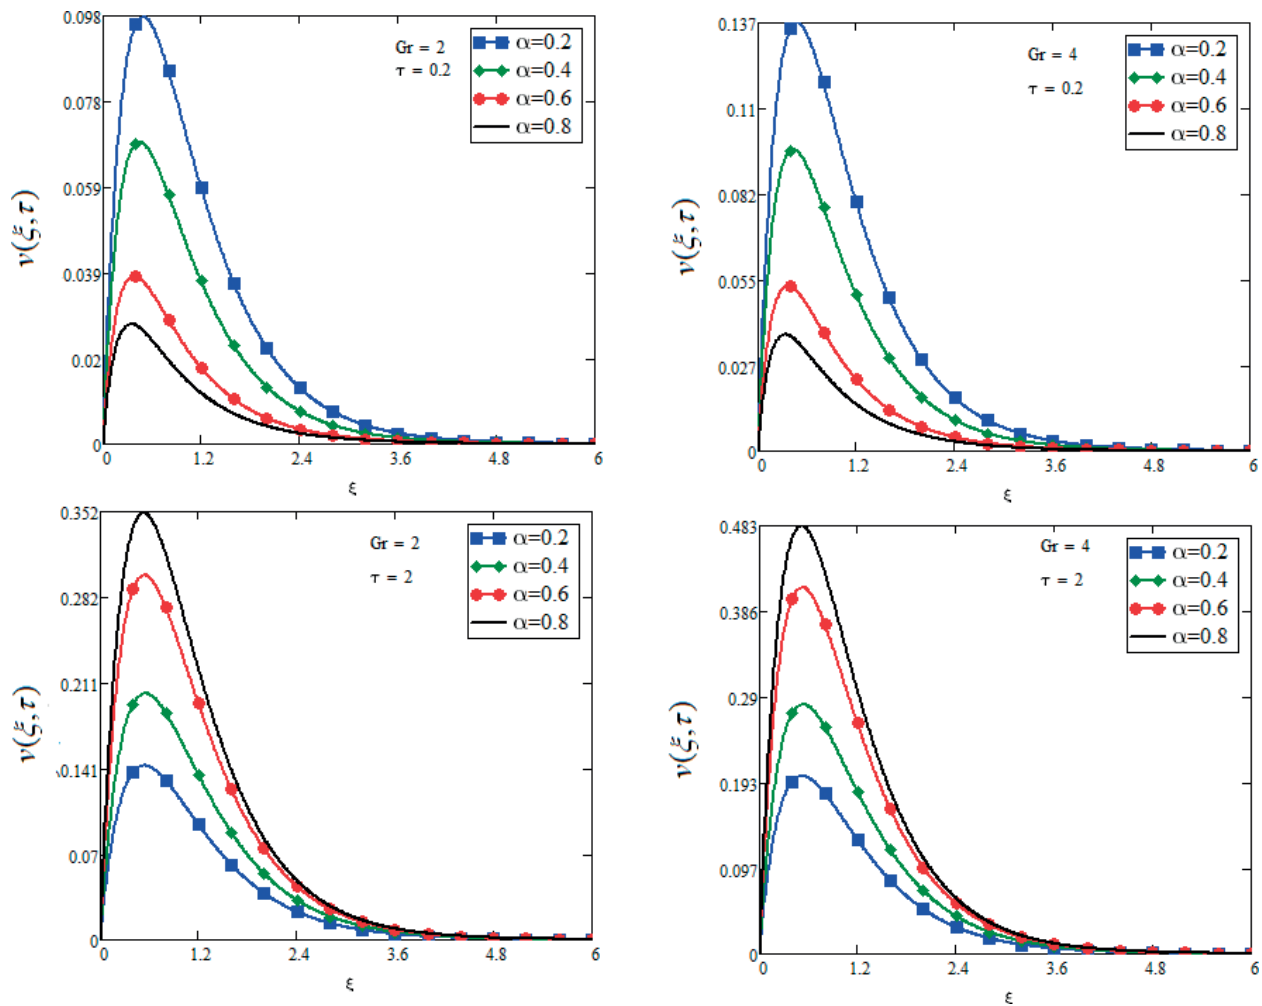 0.098
0.078
0.059
0.039
0.02
0
v(ξ,τ)
Gr = 2
τ = 0.2
α=0.2
α=0.4
α=0.6
α=0.8
0 1.2 2.4 3.6 4.8 6
ξ
0.137
0.11
0.082
0.055
0.027
0
v(ξ,τ)
Gr = 4
τ = 0.2
α=0.2
α=0.4
α=0.6
α=0.8
0 1.2 2.4 3.6 4.8 6
ξ
0.352
0.282
0.211
0.141
0.07
0
v(ξ,τ)
Gr = 2
τ = 2
α=0.2
α=0.4
α=0.6
α=0.8
0 1.2 2.4 3.6 4.8 6
ξ
0.483
0.386
0.29
0.193
0.097
0
v(ξ,τ)
Gr = 4
τ = 2
α=0.2
α=0.4
α=0.6
α=0.8
0 1.2 2.4 3.6 4.8 6
ξ